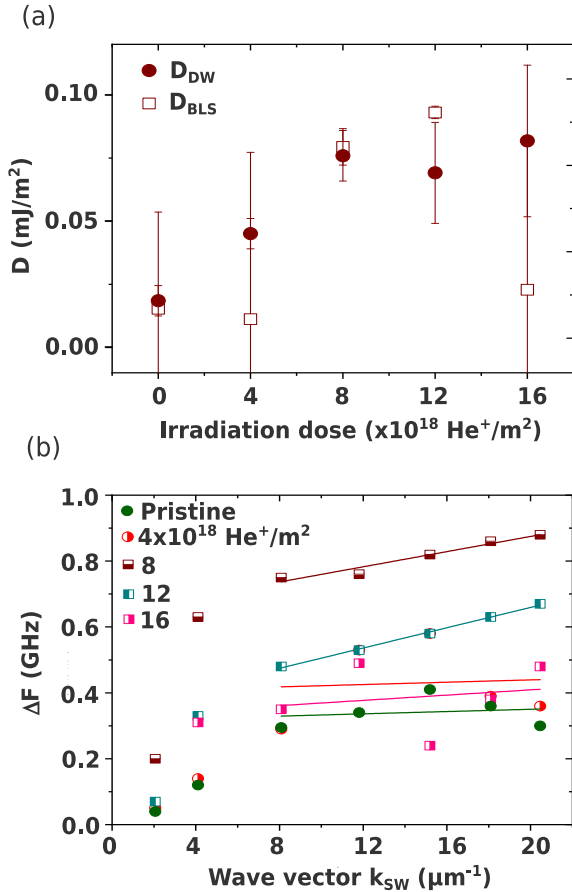 (a)
D_DW
D_BLS
0.10
0.05
0.00
D (mJ/m²)
0 4 8 12 16
Irradiation dose (x10¹⁸ He⁺/m²)
(b)
1.0
0.8
0.6
0.4
0.2
0.0
ΔF (GHz)
Pristine
4x10¹⁸ He⁺/m²
8
12
16
0 4 8 12 16 20
Wave vector k_SW (μm⁻¹)